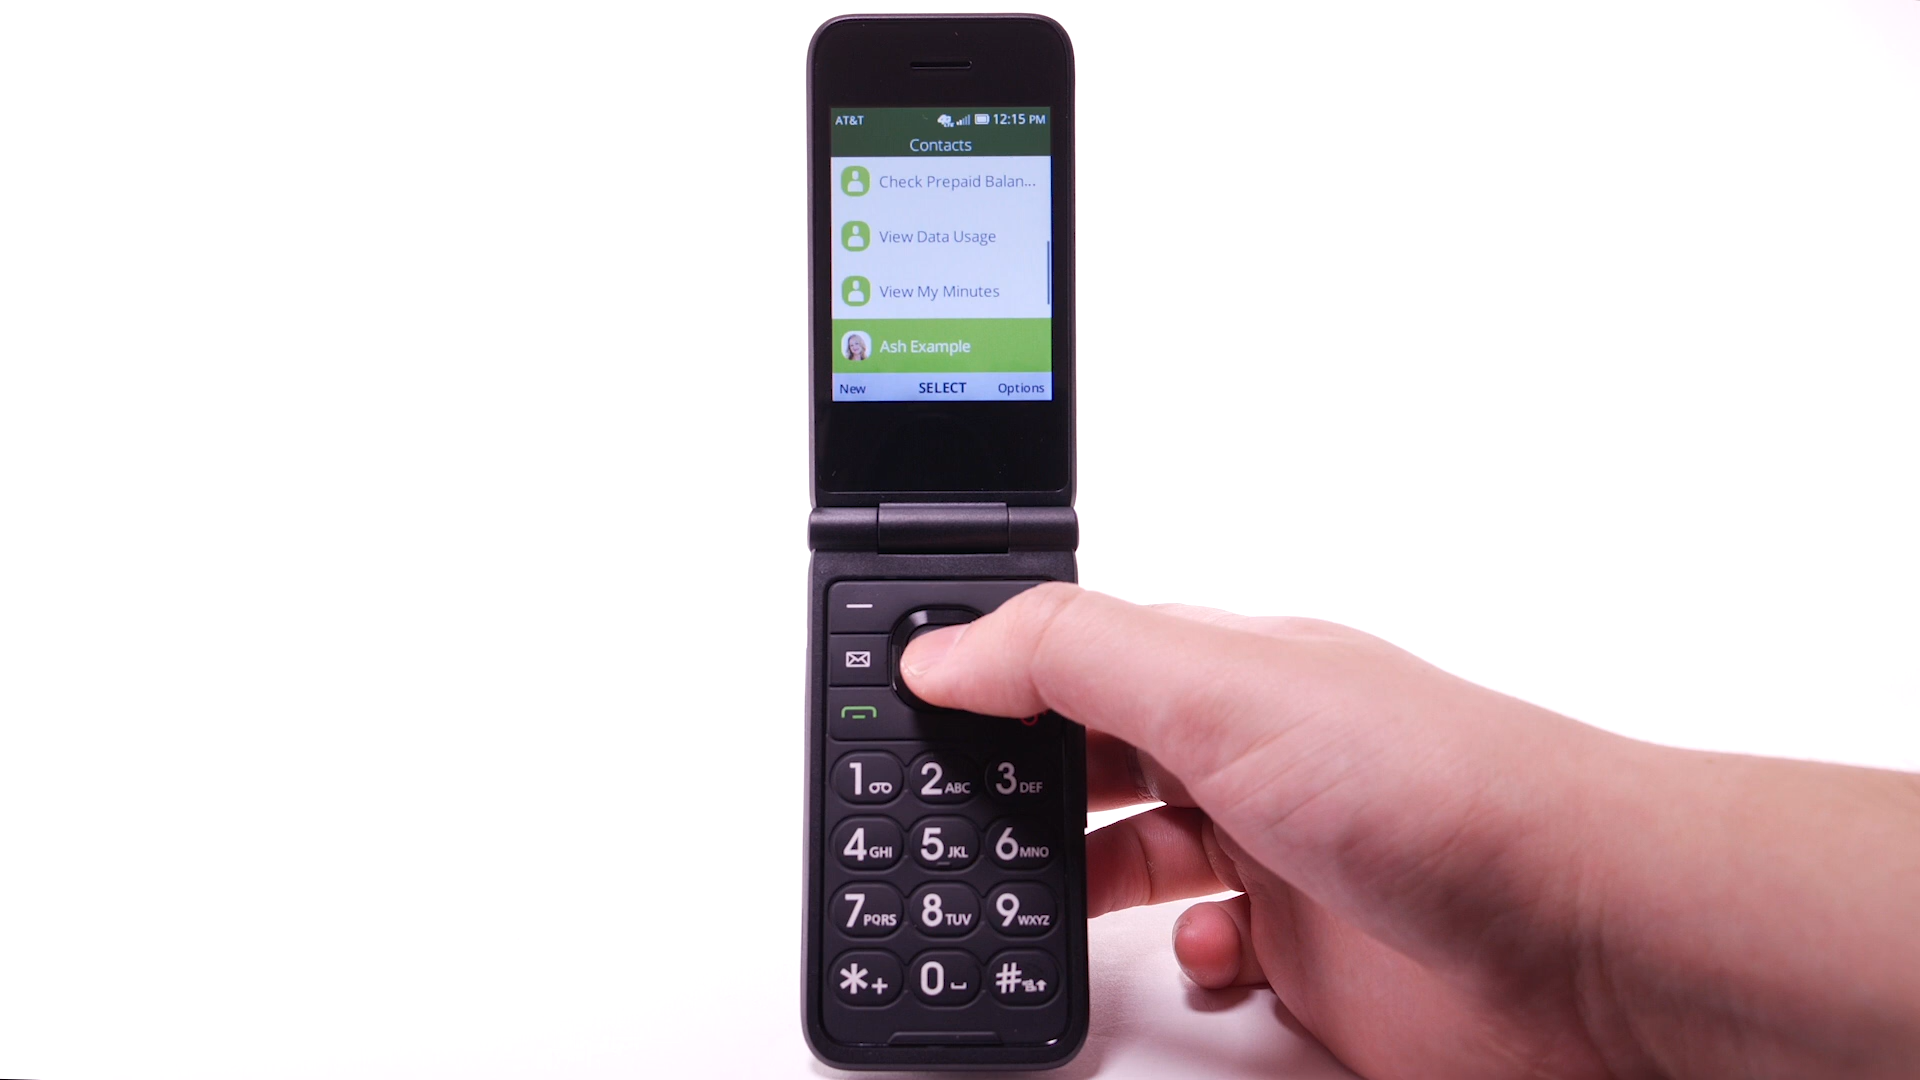 AT&T 12:15 PM
Contacts
Check Prepaid Balan...
View Data Usage
View My Minutes
Ash Example
New SELECT Options
1 2 ABC 3 DEF
4 GHI 5 JKL 6 MNO
7 PQRS 8 TUV 9 WXYZ
* + 0 #